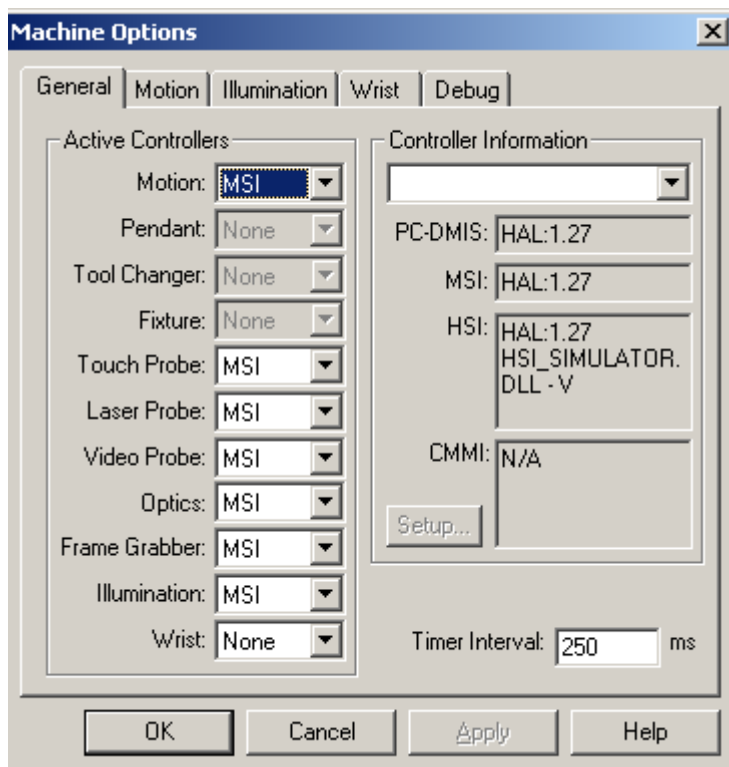 Machine Options
General Motion Illumination Wrist Debug
Active Controllers
Motion: MSI
Pendant: None
Tool Changer: None
Fixture: None
Touch Probe: MSI
Laser Probe: MSI
Video Probe: MSI
Optics: MSI
Frame Grabber: MSI
Illumination: MSI
Wrist: None
Controller Information
PC-DMIS: HAL:1.27
MSI: HAL:1.27
HSI: HAL:1.27
HSI_SIMULATOR.
DLL - V
CMMI: N/A
Setup...
Timer Interval: 250 ms
OK Cancel Apply Help